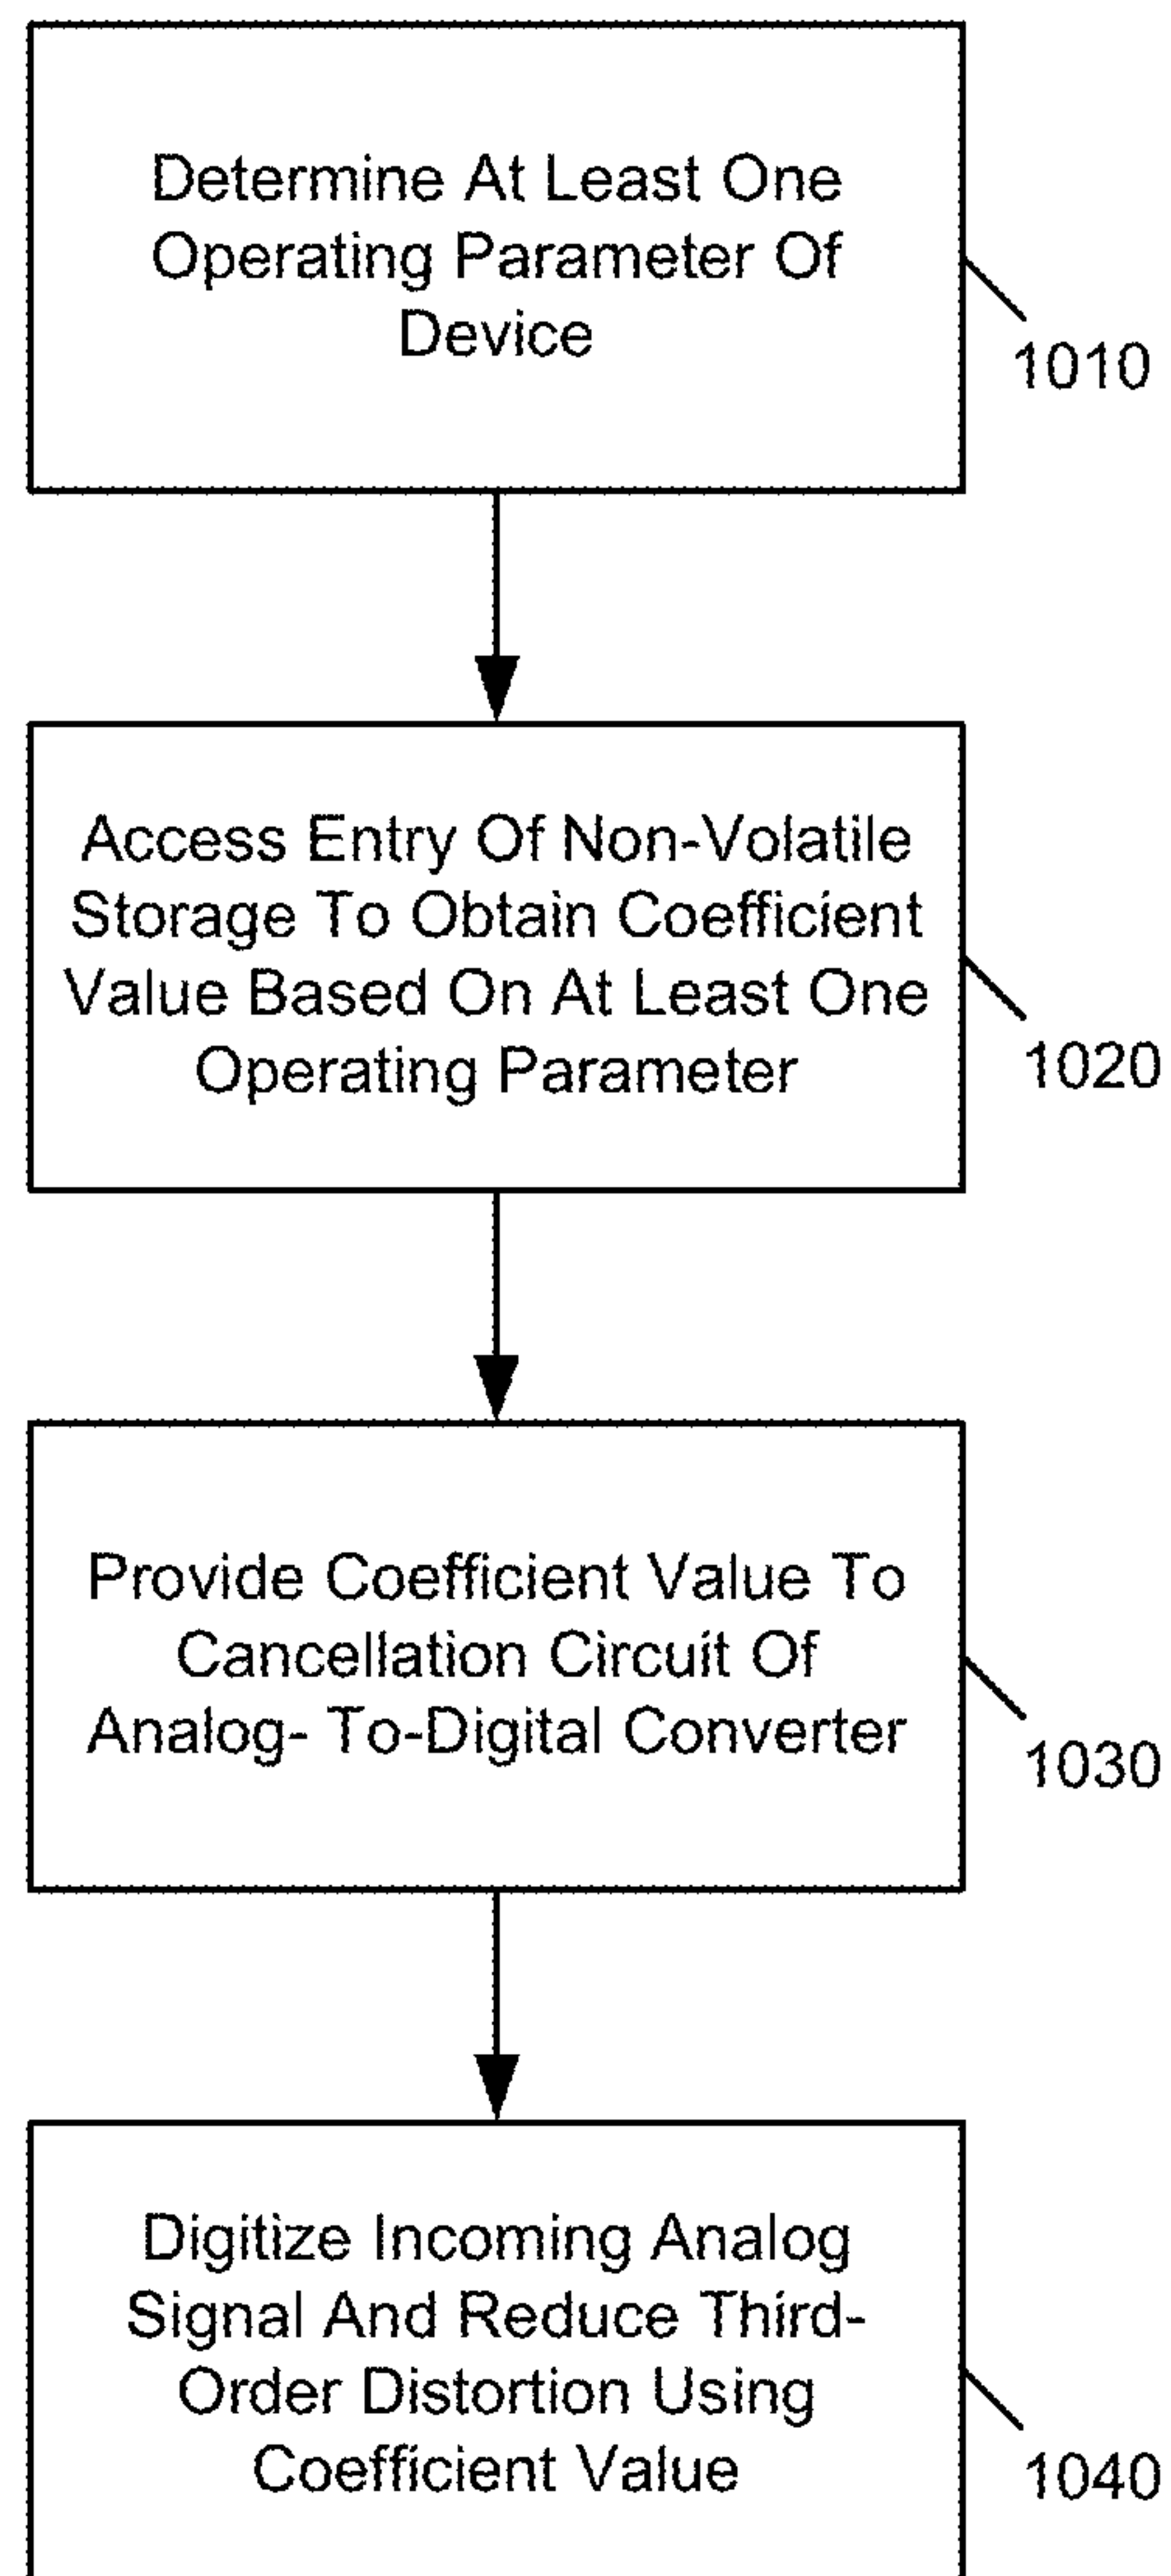 Determine At Least One
Operating Parameter Of
Device
1010
Access Entry Of Non-Volatile
Storage To Obtain Coefficient
Value Based On At Least One
Operating Parameter
1020
Provide Coefficient Value To
Cancellation Circuit Of
Analog- To-Digital Converter
1030
Digitize Incoming Analog
Signal And Reduce Third-
Order Distortion Using
Coefficient Value
1040